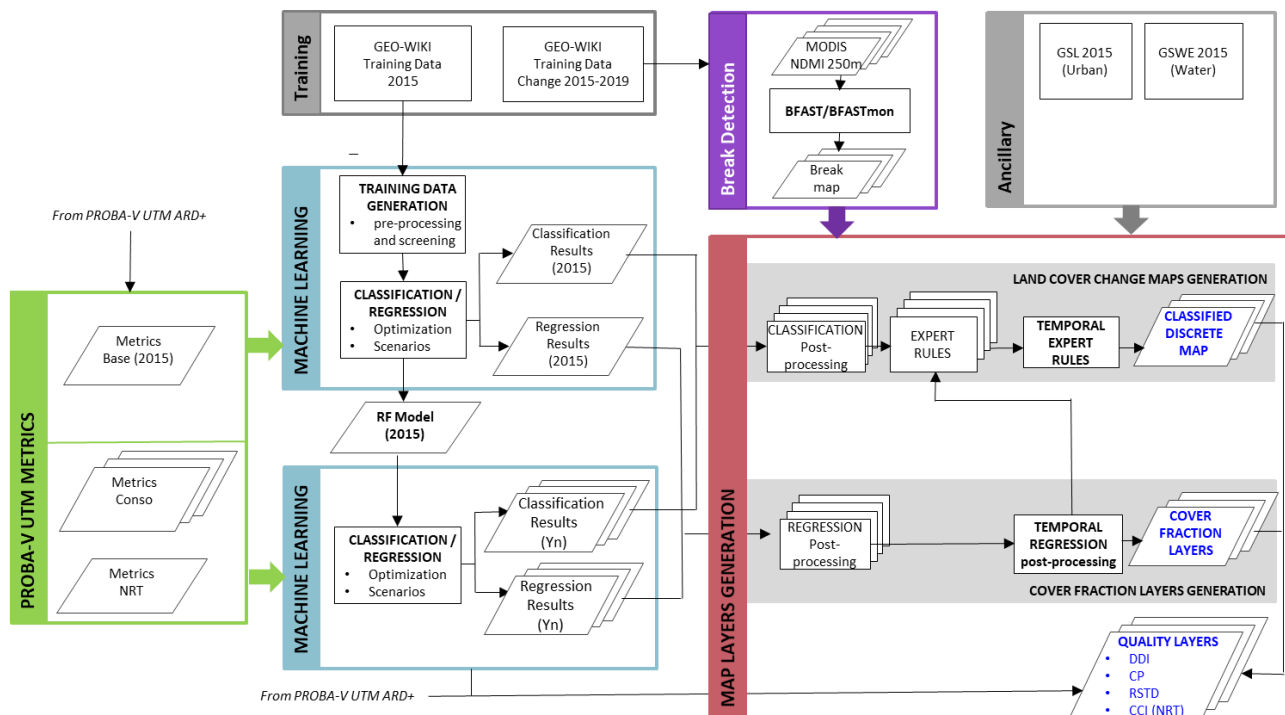 Training
GEO-WIKI
Training Data
2015
GEO-WIKI
Training Data
Change 2015-2019
Break Detection
MODIS
NDMI 250m
BFAST/BFASTmon
Break
map
Ancillary
GSL 2015
(Urban)
GSWE 2015
(Water)
From PROBA-V UTM ARD+
PROBA-V UTM METRICS
Metrics
Base (2015)
Metrics
Conso
Metrics
NRT
MACHINE LEARNING
TRAINING DATA
GENERATION
• pre-processing
and screening
CLASSIFICATION /
REGRESSION
• Optimization
• Scenarios
Classification
Results
(2015)
Regression
Results
(2015)
RF Model
(2015)
MACHINE LEARNING
CLASSIFICATION /
REGRESSION
• Optimization
• Scenarios
Classification
Results
(Yn)
Regression
Results
(Yn)
From PROBA-V UTM ARD+
MAP LAYERS GENERATION
LAND COVER CHANGE MAPS GENERATION
CLASSIFICATION
Post-
processing
EXPERT
RULES
TEMPORAL
EXPERT
RULES
CLASSIFIED
DISCRETE
MAP
REGRESSION
Post-
processing
TEMPORAL
REGRESSION
post-processing
COVER
FRACTION
LAYERS
COVER FRACTION LAYERS GENERATION
QUALITY LAYERS
• DDI
• CP
• RSTD
• CCI (NRT)